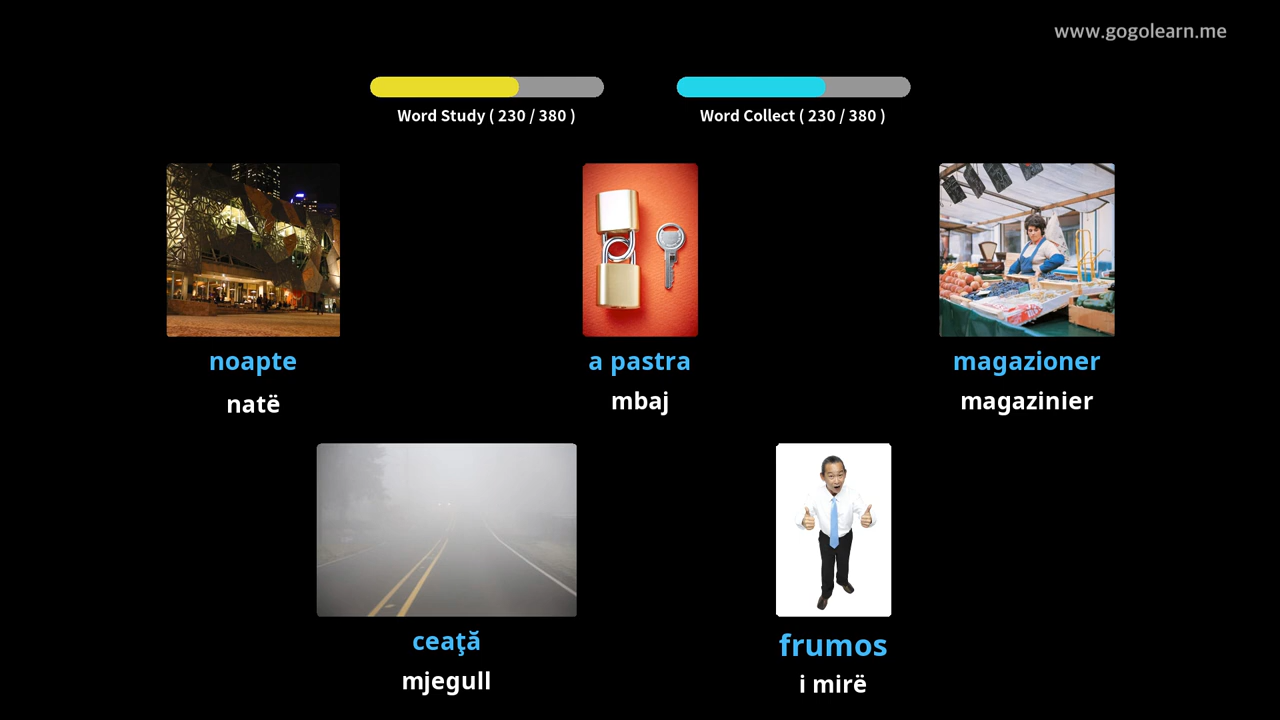 www.gogolearn.me
Word Study ( 230 / 380 )
Word Collect ( 230 / 380 )
noapte
a pastra
magazioner
natë
mbaj
magazinier
ceaţă
frumos
mjegull
i mirë